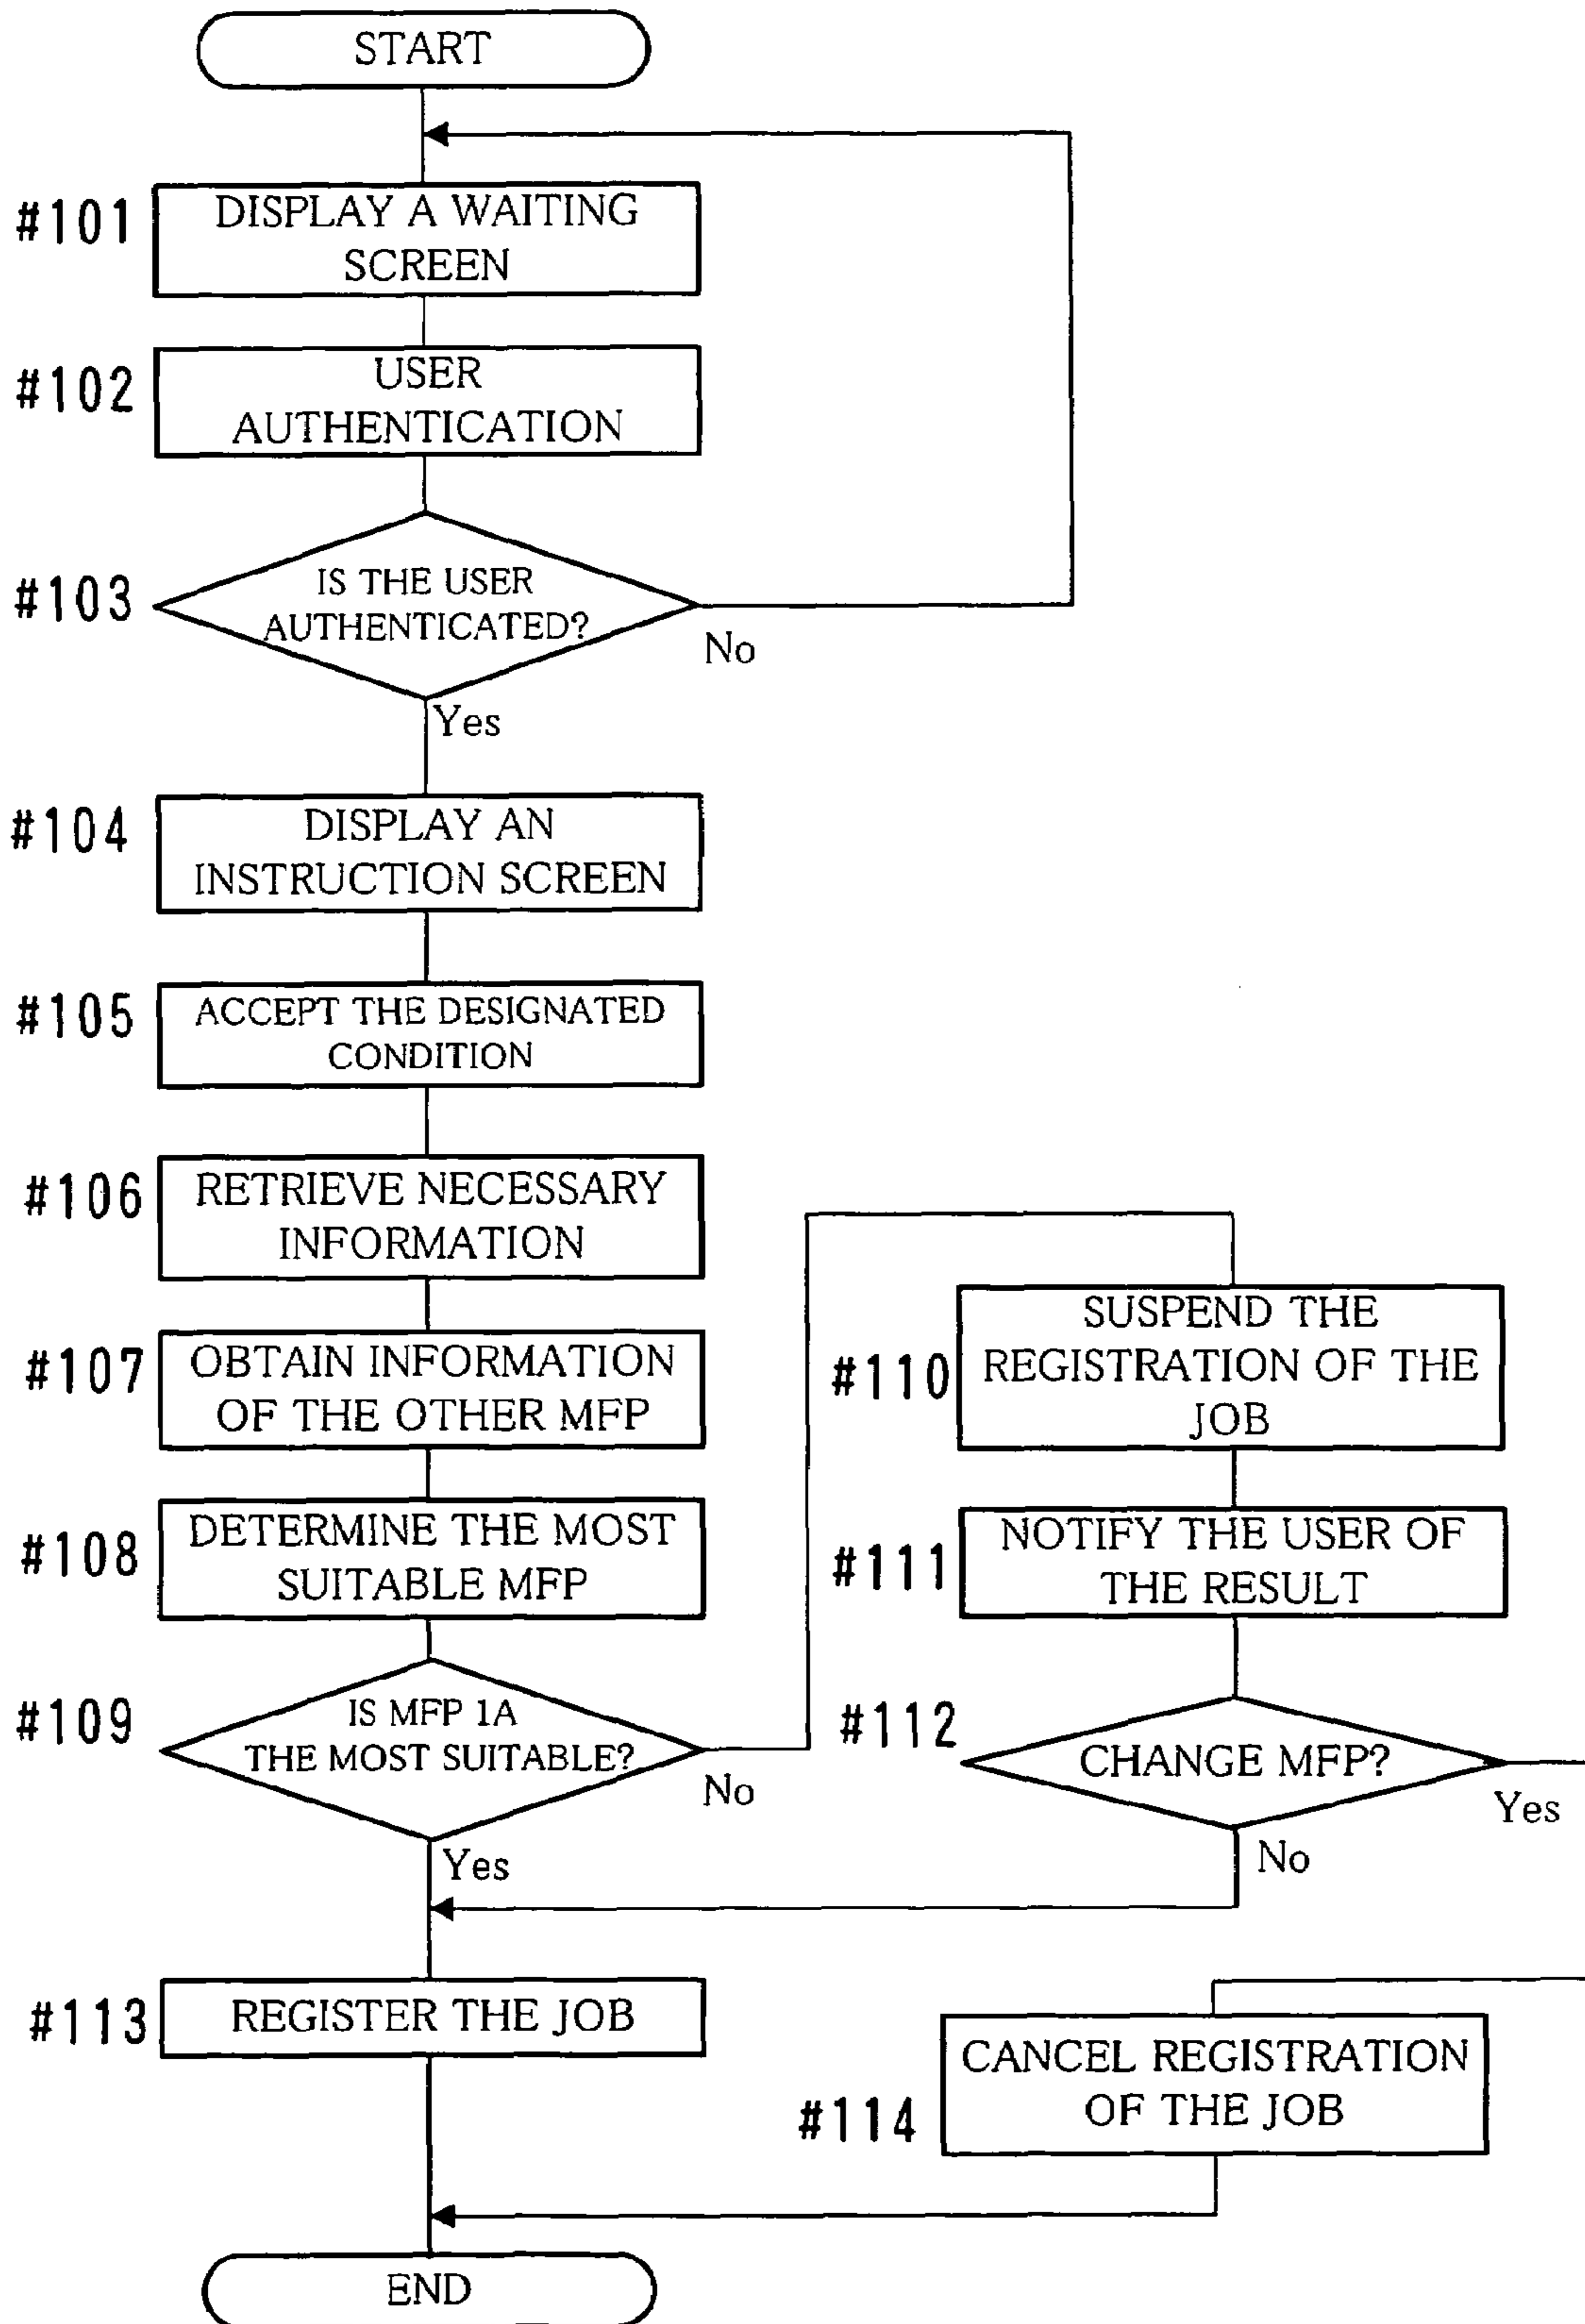 START
#101
DISPLAY A WAITING
SCREEN
#102
USER
AUTHENTICATION
#103
IS THE USER
AUTHENTICATED?
No
Yes
#104
DISPLAY AN
INSTRUCTION SCREEN
#105
ACCEPT THE DESIGNATED
CONDITION
#106
RETRIEVE NECESSARY
INFORMATION
#107
OBTAIN INFORMATION
OF THE OTHER MFP
#108
DETERMINE THE MOST
SUITABLE MFP
#109
IS MFP 1A
THE MOST SUITABLE?
No
Yes
#110
SUSPEND THE
REGISTRATION OF THE
JOB
#111
NOTIFY THE USER OF
THE RESULT
#112
CHANGE MFP?
Yes
No
#113
REGISTER THE JOB
#114
CANCEL REGISTRATION
OF THE JOB
END